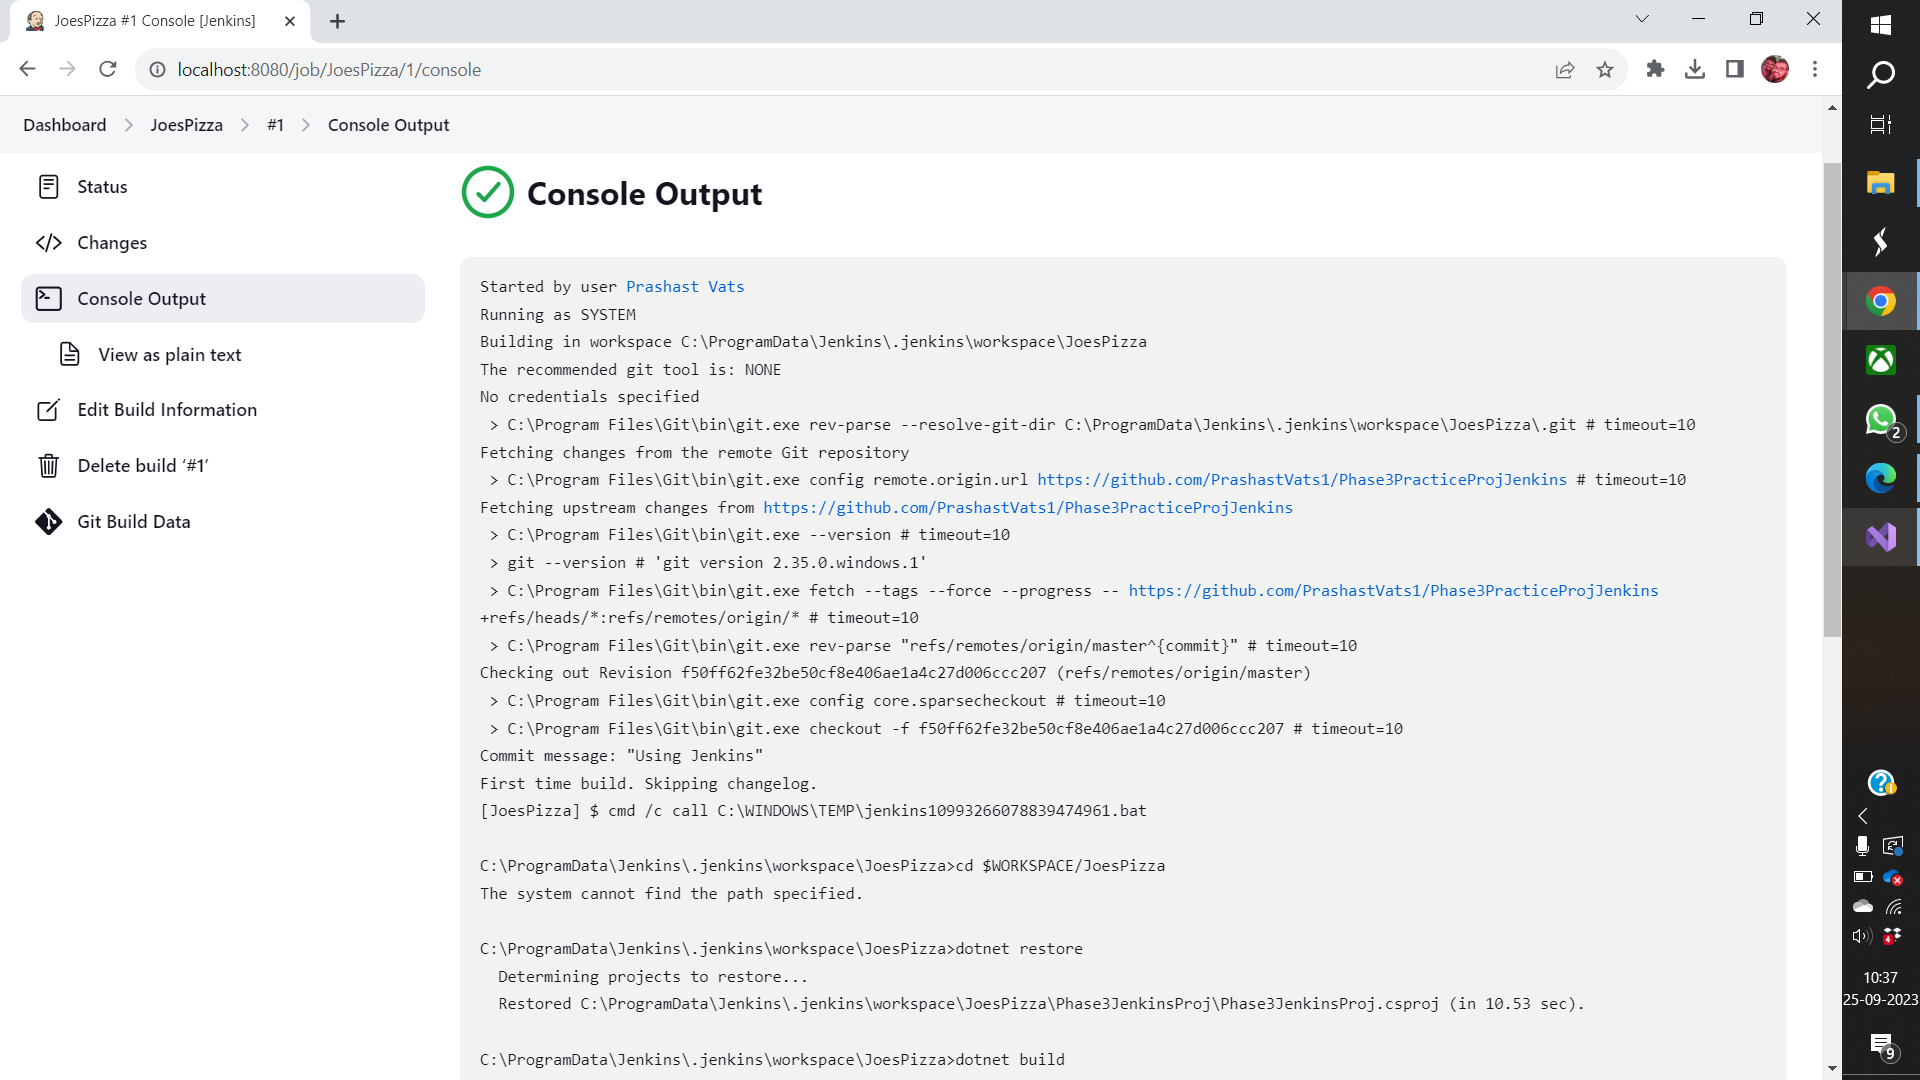 JoesPizza #1 Console [Jenkins]
localhost:8080/job/JoesPizza/1/console
Dashboard
JoesPizza
#1
Console Output
Status
Changes
Console Output
View as plain text
Edit Build Information
Delete build ‘#1’
Git Build Data
Console Output
Started by user Prashast Vats
Running as SYSTEM
Building in workspace C:\ProgramData\Jenkins\.jenkins\workspace\JoesPizza
The recommended git tool is: NONE
No credentials specified
> C:\Program Files\Git\bin\git.exe rev-parse --resolve-git-dir C:\ProgramData\Jenkins\.jenkins\workspace\JoesPizza\.git # timeout=10
Fetching changes from the remote Git repository
> C:\Program Files\Git\bin\git.exe config remote.origin.url https://github.com/PrashastVats1/Phase3PracticeProjJenkins # timeout=10
Fetching upstream changes from https://github.com/PrashastVats1/Phase3PracticeProjJenkins
> C:\Program Files\Git\bin\git.exe --version # timeout=10
> git --version # 'git version 2.35.0.windows.1'
> C:\Program Files\Git\bin\git.exe fetch --tags --force --progress -- https://github.com/PrashastVats1/Phase3PracticeProjJenkins
+refs/heads/*:refs/remotes/origin/* # timeout=10
> C:\Program Files\Git\bin\git.exe rev-parse "refs/remotes/origin/master^{commit}" # timeout=10
Checking out Revision f50ff62fe32be50cf8e406ae1a4c27d006ccc207 (refs/remotes/origin/master)
> C:\Program Files\Git\bin\git.exe config core.sparsecheckout # timeout=10
> C:\Program Files\Git\bin\git.exe checkout -f f50ff62fe32be50cf8e406ae1a4c27d006ccc207 # timeout=10
Commit message: "Using Jenkins"
First time build. Skipping changelog.
[JoesPizza] $ cmd /c call C:\WINDOWS\TEMP\jenkins10993266078839474961.bat
C:\ProgramData\Jenkins\.jenkins\workspace\JoesPizza>cd $WORKSPACE/JoesPizza
The system cannot find the path specified.
C:\ProgramData\Jenkins\.jenkins\workspace\JoesPizza>dotnet restore
Determining projects to restore...
Restored C:\ProgramData\Jenkins\.jenkins\workspace\JoesPizza\Phase3JenkinsProj\Phase3JenkinsProj.csproj (in 10.53 sec).
C:\ProgramData\Jenkins\.jenkins\workspace\JoesPizza>dotnet build
2
4
10:37
25-09-2023
9